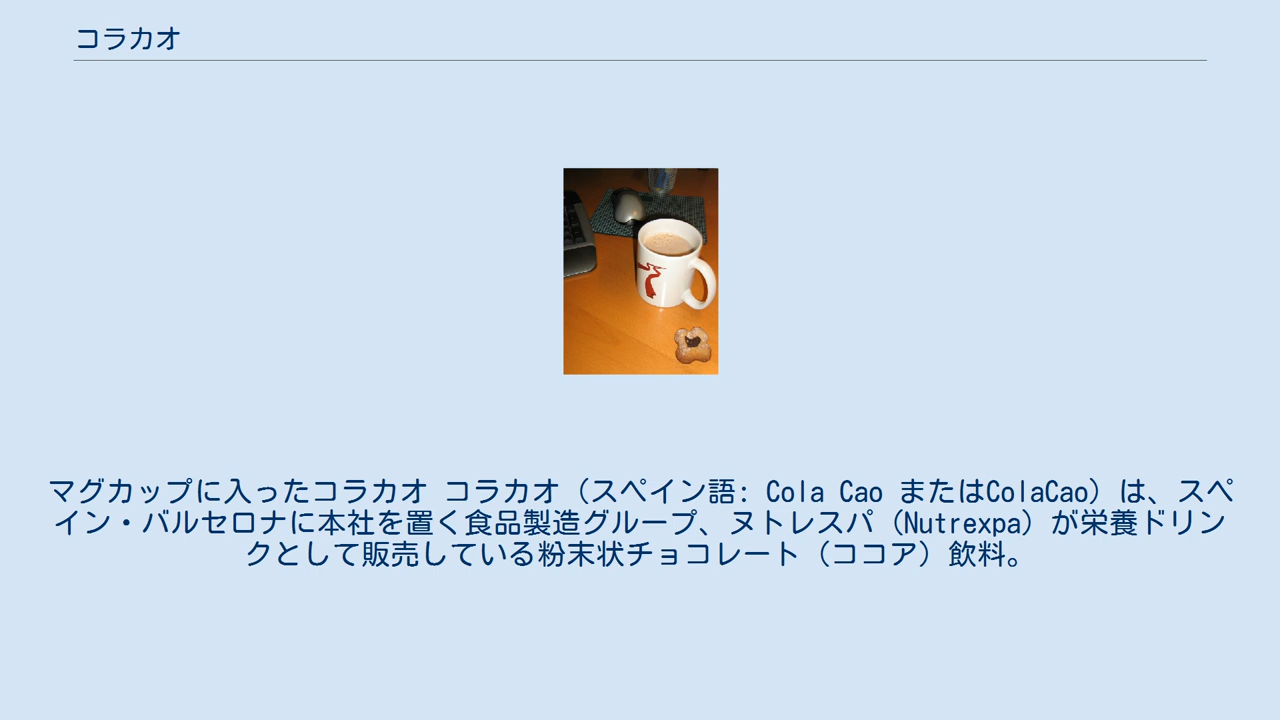 コラカオ
マグカップに入ったコラカオ コラカオ（スペイン語: Cola Cao またはColaCao）は、スペ
イン・バルセロナに本社を置く食品製造グループ、ヌトレスパ（Nutrexpa）が栄養ドリン
クとして販売している粉末状チョコレート（ココア）飲料。